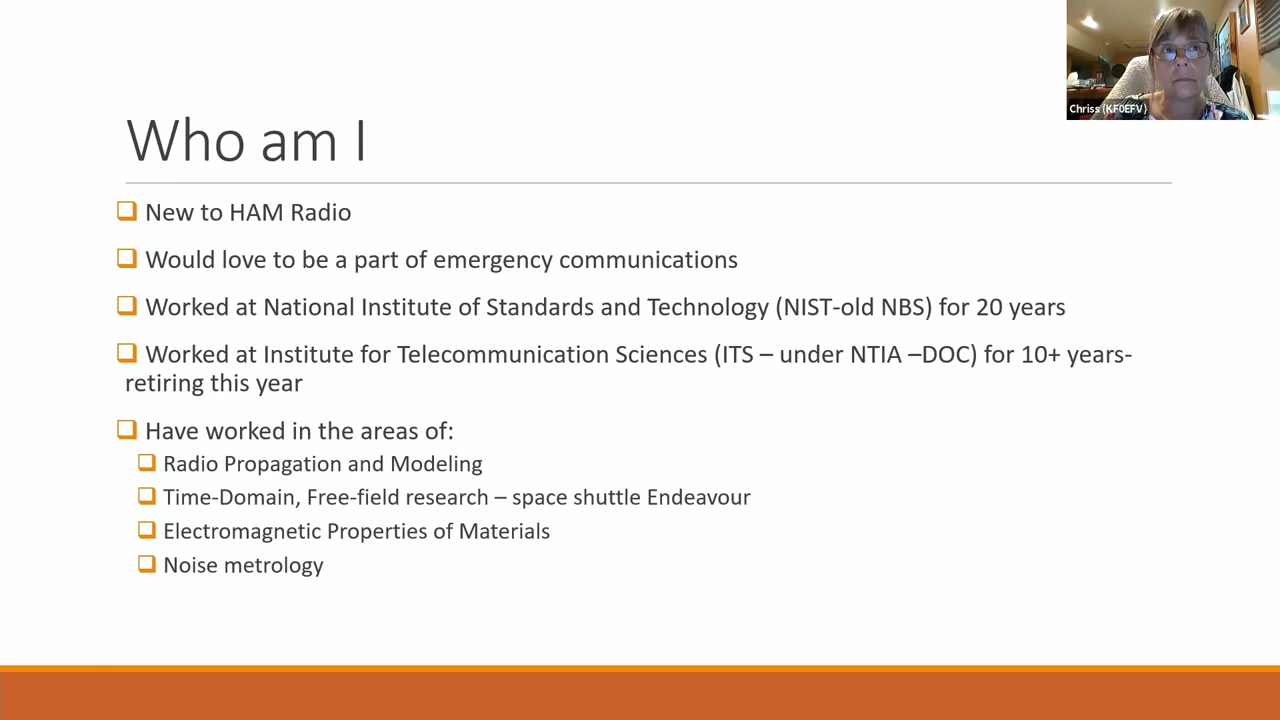 Chriss (KF0EFV)
Who am I
New to HAM Radio
Would love to be a part of emergency communications
Worked at National Institute of Standards and Technology (NIST-old NBS) for 20 years
Worked at Institute for Telecommunication Sciences (ITS – under NTIA –DOC) for 10+ years-
retiring this year
Have worked in the areas of:
Radio Propagation and Modeling
Time-Domain, Free-field research – space shuttle Endeavour
Electromagnetic Properties of Materials
Noise metrology